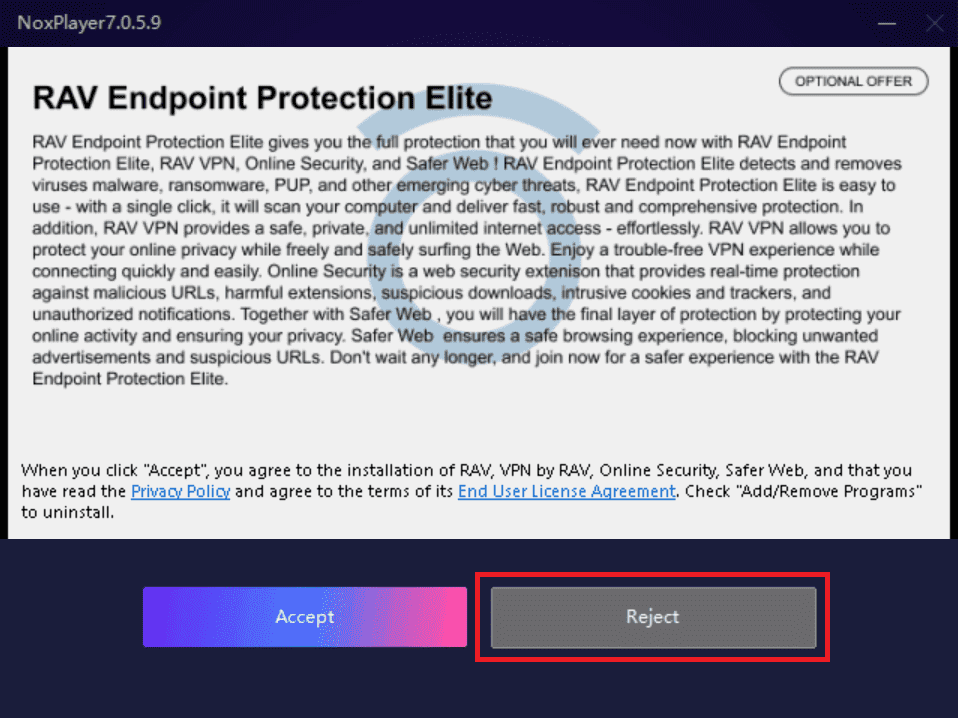 NoxPlayer7.0.5.9
OPTIONAL OFFER
RAV Endpoint Protection Elite
RAV Endpoint Protection Elite gives you the full protection that you will ever need now with RAV Endpoint
Protection Elite, RAV VPN, Online Security, and Safer Web ! RAV Endpoint Protection Elite detects and removes
viruses malware, ransomware, PUP, and other emerging cyber threats, RAV Endpoint Protection Elite is easy to
use - with a single click, it will scan your computer and deliver fast, robust and comprehensive protection. In
addition, RAV VPN provides a safe, private, and unlimited internet access - effortlessly. RAV VPN allows you to
protect your online privacy while freely and safely surfing the Web. Enjoy a trouble-free VPN experience while
connecting quickly and easily. Online Security is a web security extenison that provides real-time protection
against malicious URLs, harmful extensions, suspicious downloads, intrusive cookies and trackers, and
unauthorized notifications. Together with Safer Web , you will have the final layer of protection by protecting your
online activity and ensuring your privacy. Safer Web  ensures a safe browsing experience, blocking unwanted
advertisements and suspicious URLs. Don't wait any longer, and join now for a safer experience with the RAV
Endpoint Protection Elite.
When you click "Accept", you agree to the installation of RAV, VPN by RAV, Online Security, Safer Web, and that you
have read the Privacy Policy and agree to the terms of its End User License Agreement. Check "Add/Remove Programs"
to uninstall.
Accept
Reject